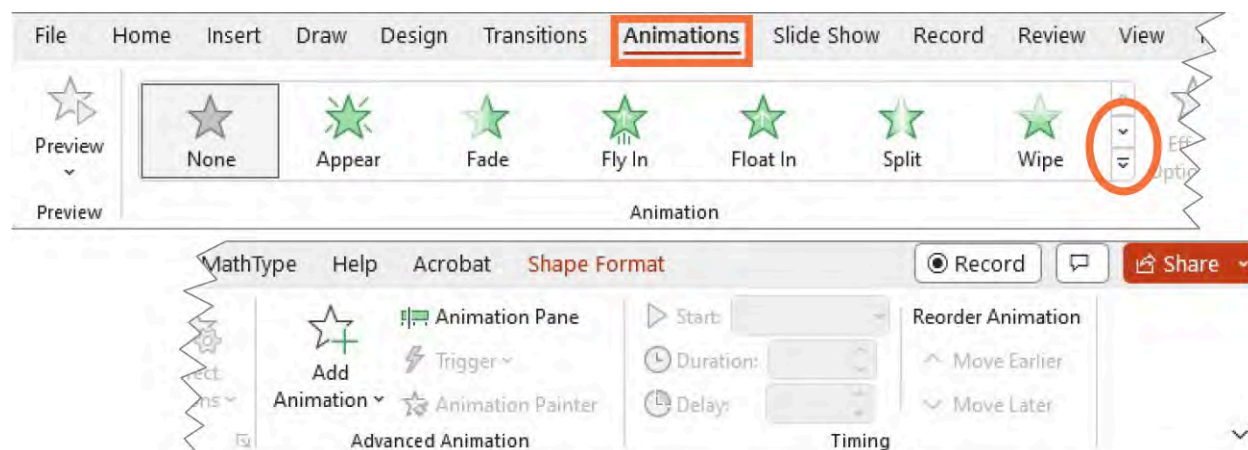 File Home Insert Draw Design Transitions Animations Slide Show Record Review View
Preview
None Appear Fade Fly In Float In Split Wipe
Preview Animation
MathType Help Acrobat Shape Format Record Share
Add Animation
Animation Pane
Trigger
Animation Painter
Start:
Duration:
Delay:
Reorder Animation
Move Earlier
Move Later
Advanced Animation Timing